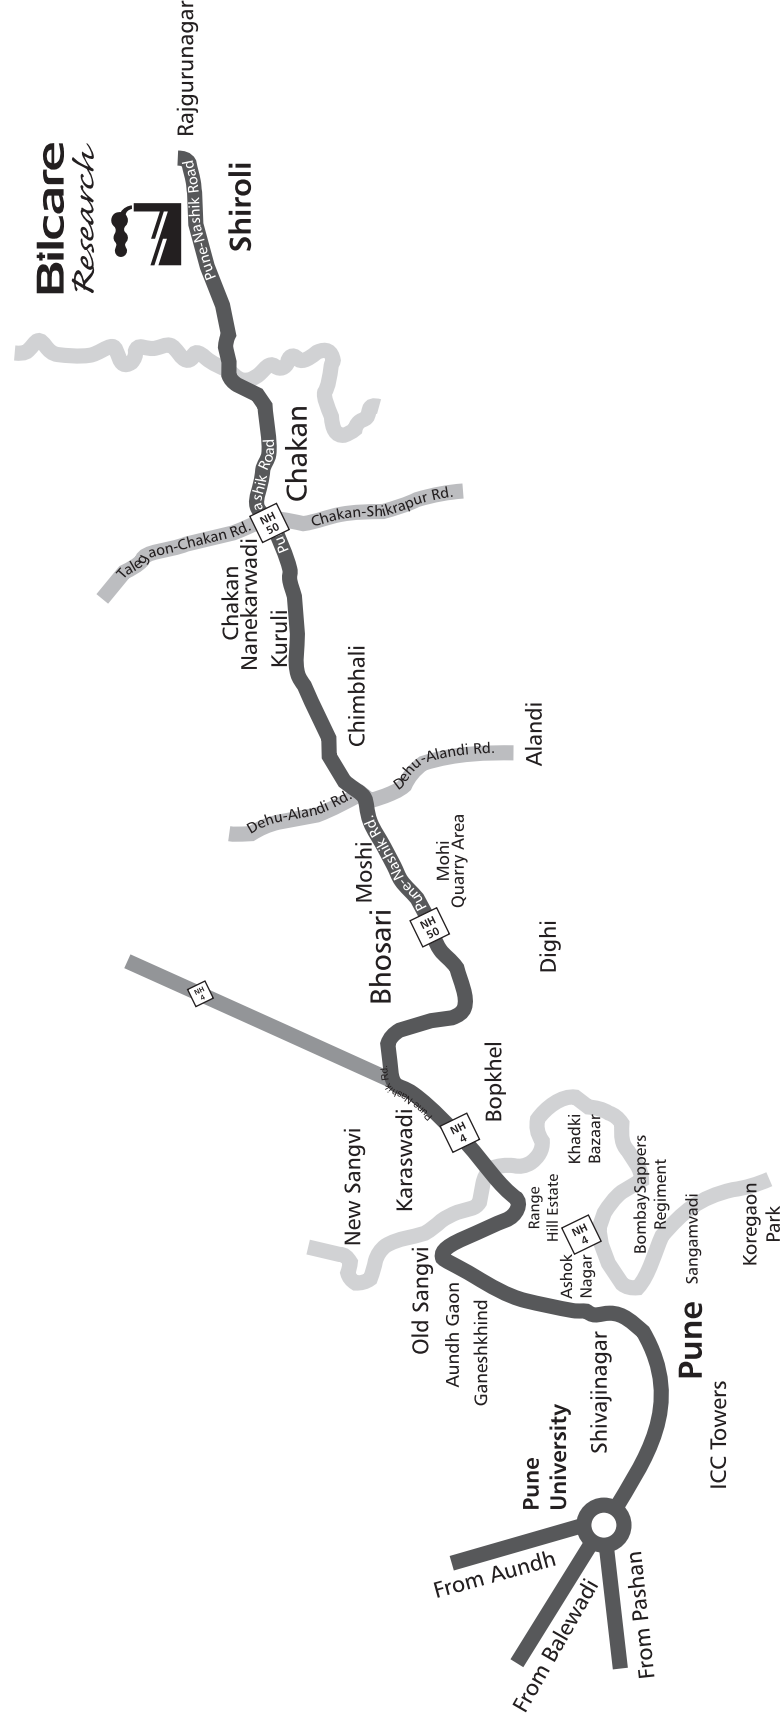 Rajgurunagar
Bilcare
Research
Pune-Nashik Road
Shiroli
Chakan
Pu
ashik Road
NH
50
Talegaon-Chakan Rd.
Chakan-Shikrapur Rd.
Chakan
Nanekarwadi
Kuruli
Chimbhali
Alandi
Dehu-Alandi Rd.
Dehu-Alandi Rd.
Moshi
Pune-Nashik Rd.
Mohi
Quarry Area
NH
50
Bhosari
Dighi
NH
4
Pune-Nashik Rd.
Bopkhel
NH
4
Karaswadi
New Sangvi
Khadki
Bazaar
Range
Hill Estate
NH
4
BombaySappers
Regiment
Sangamvadi
Koregaon
Park
Ashok
Nagar
Old Sangvi
Aundh Gaon
Ganeshkhind
Shivajinagar
Pune
ICC Towers
Pune
University
From Aundh
From Balewadi
From Pashan